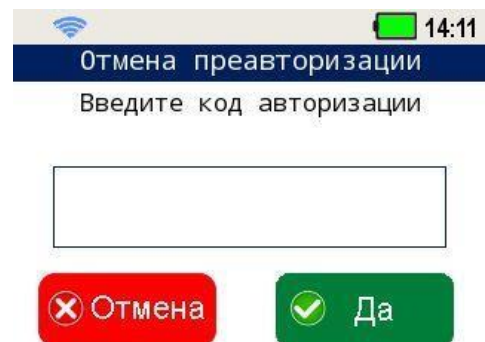 14:11
Отмена преавторизации
Введите код авторизации
Отмена
Да